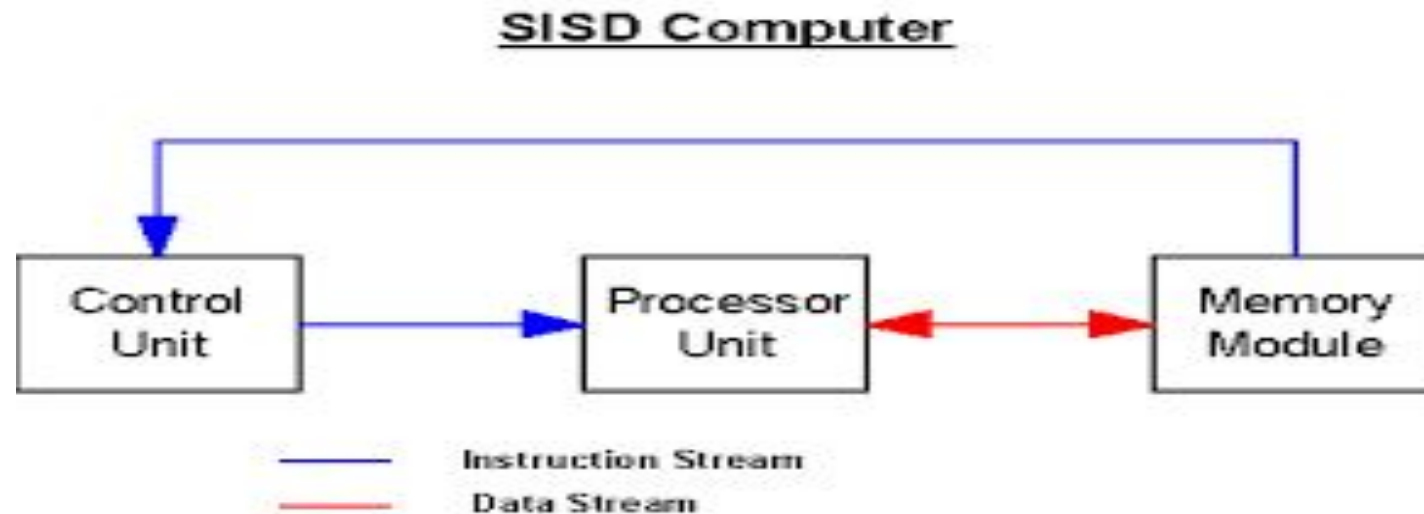 SISD Computer
Control
Unit
Processor
Unit
Memory
Module
Instruction Stream
Data Stream